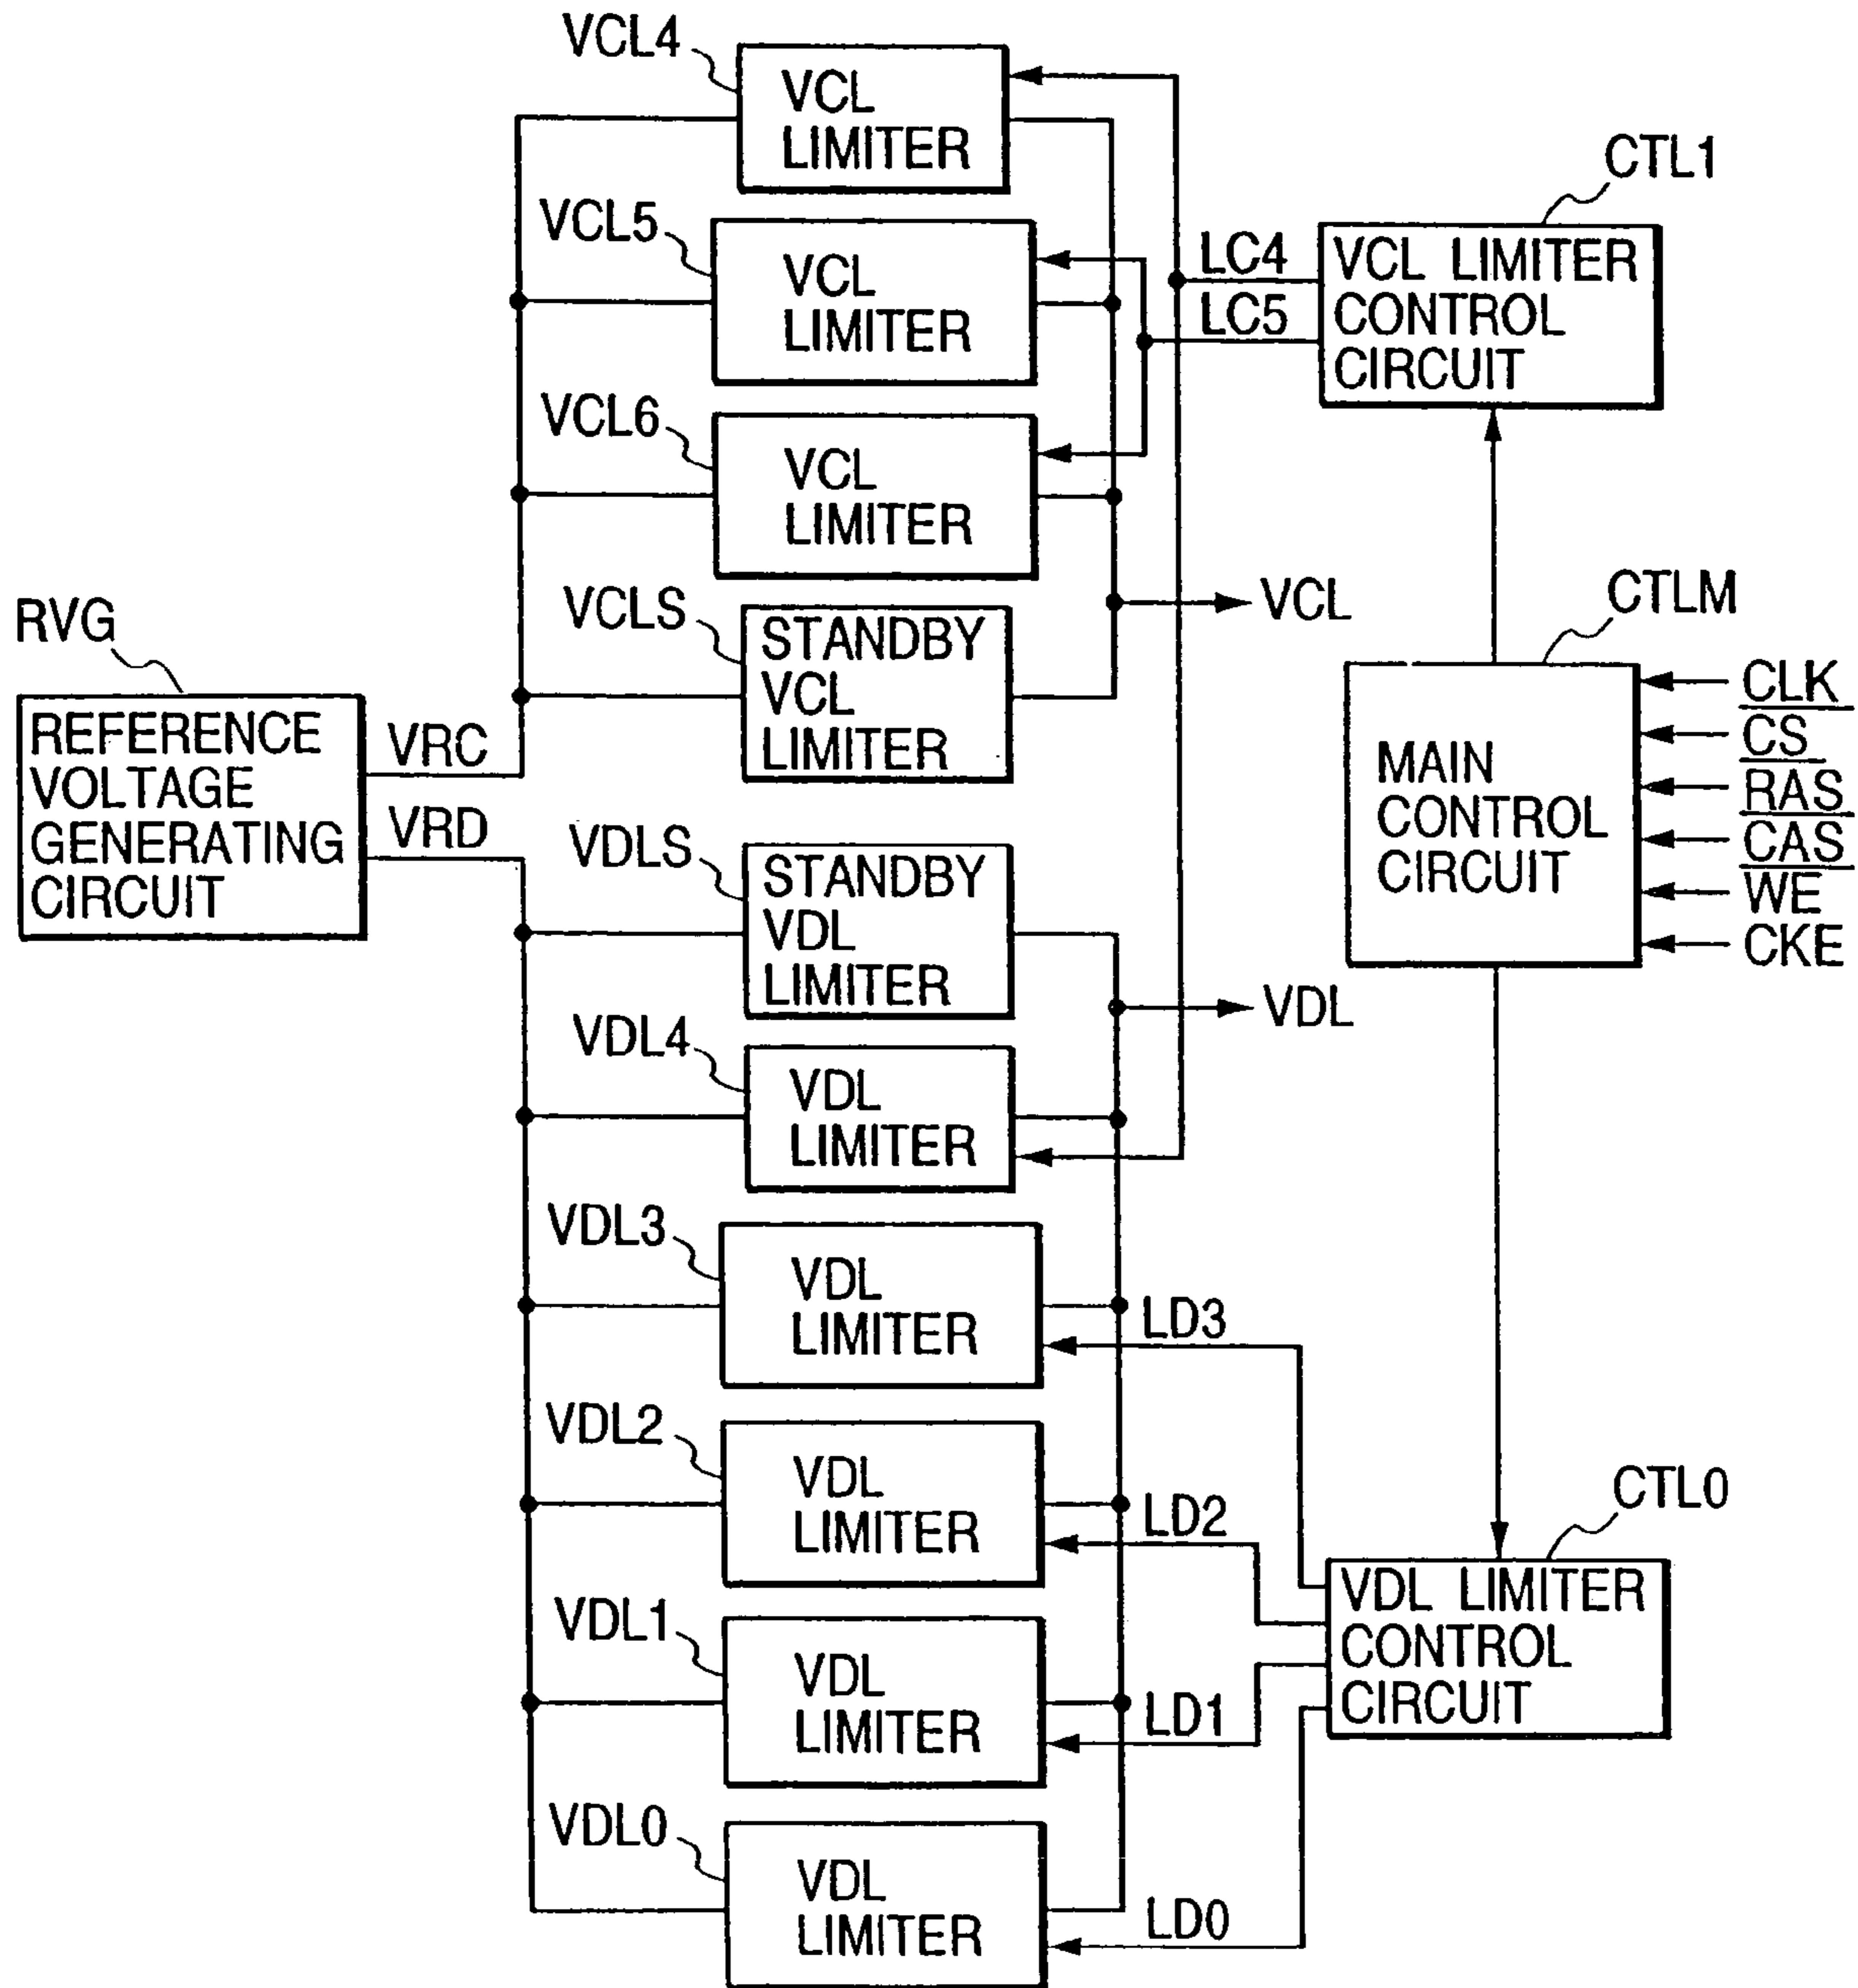 VCL4
VCL
LIMITER
VCL5
VCL
LIMITER
VCL6
VCL
LIMITER
VCLS
STANDBY
VCL
LIMITER
VCL
CTL1
LC4
LC5
VCL LIMITER
CONTROL
CIRCUIT
RVG
REFERENCE
VOLTAGE
GENERATING
CIRCUIT
VRC
VRD
CTLM
MAIN
CONTROL
CIRCUIT
CLK
CS
RAS
CAS
WE
CKE
VDLS
STANDBY
VDL
LIMITER
VDL
VDL4
VDL
LIMITER
VDL3
VDL
LIMITER
LD3
VDL2
VDL
LIMITER
LD2
VDL1
VDL
LIMITER
LD1
VDL0
VDL
LIMITER
LD0
CTL0
VDL LIMITER
CONTROL
CIRCUIT